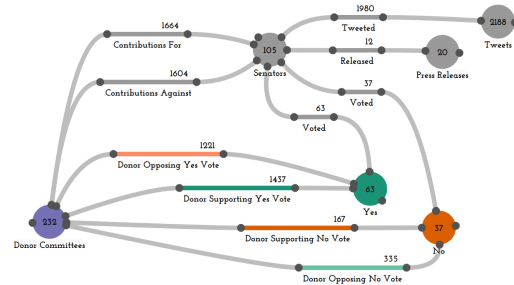 1980
Tweeted
2188
Tweets
1664
Contributions For
12
Released
105
Senators
20
Press Releases
1604
Contributions Against
37
Voted
63
Voted
1221
Donor Opposing Yes Vote
1437
Donor Supporting Yes Vote
63
Yes
232
Donor Committees
167
Donor Supporting No Vote
37
No
335
Donor Opposing No Vote